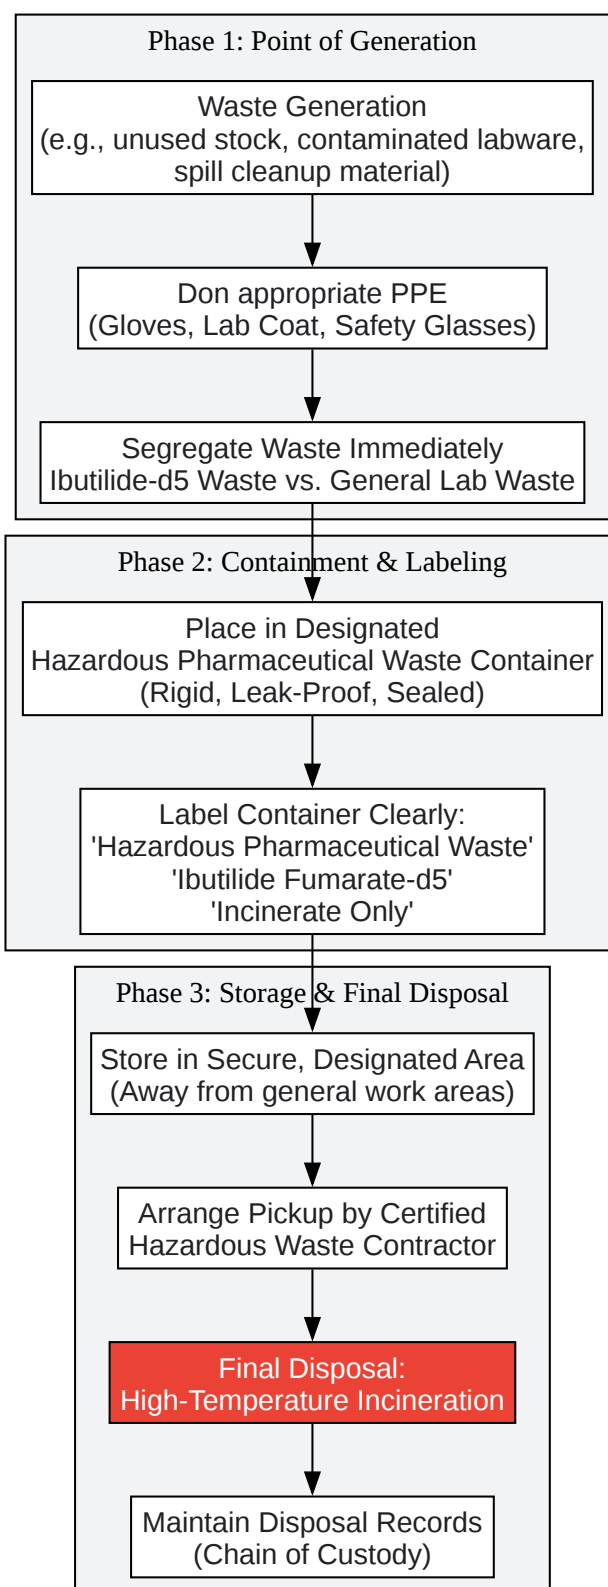 Phase 1: Point of Generation
Waste Generation
(e.g., unused stock, contaminated labware,
spill cleanup material)
Don appropriate PPE
(Gloves, Lab Coat, Safety Glasses)
Segregate Waste Immediately
Ibutilide-d5 Waste vs. General Lab Waste
Phase 2: Containment & Labeling
Place in Designated
Hazardous Pharmaceutical Waste Container
(Rigid, Leak-Proof, Sealed)
Label Container Clearly:
'Hazardous Pharmaceutical Waste'
'Ibutilide Fumarate-d5'
'Incinerate Only'
Phase 3: Storage & Final Disposal
Store in Secure, Designated Area
(Away from general work areas)
Arrange Pickup by Certified
Hazardous Waste Contractor
Final Disposal:
High-Temperature Incineration
Maintain Disposal Records
(Chain of Custody)